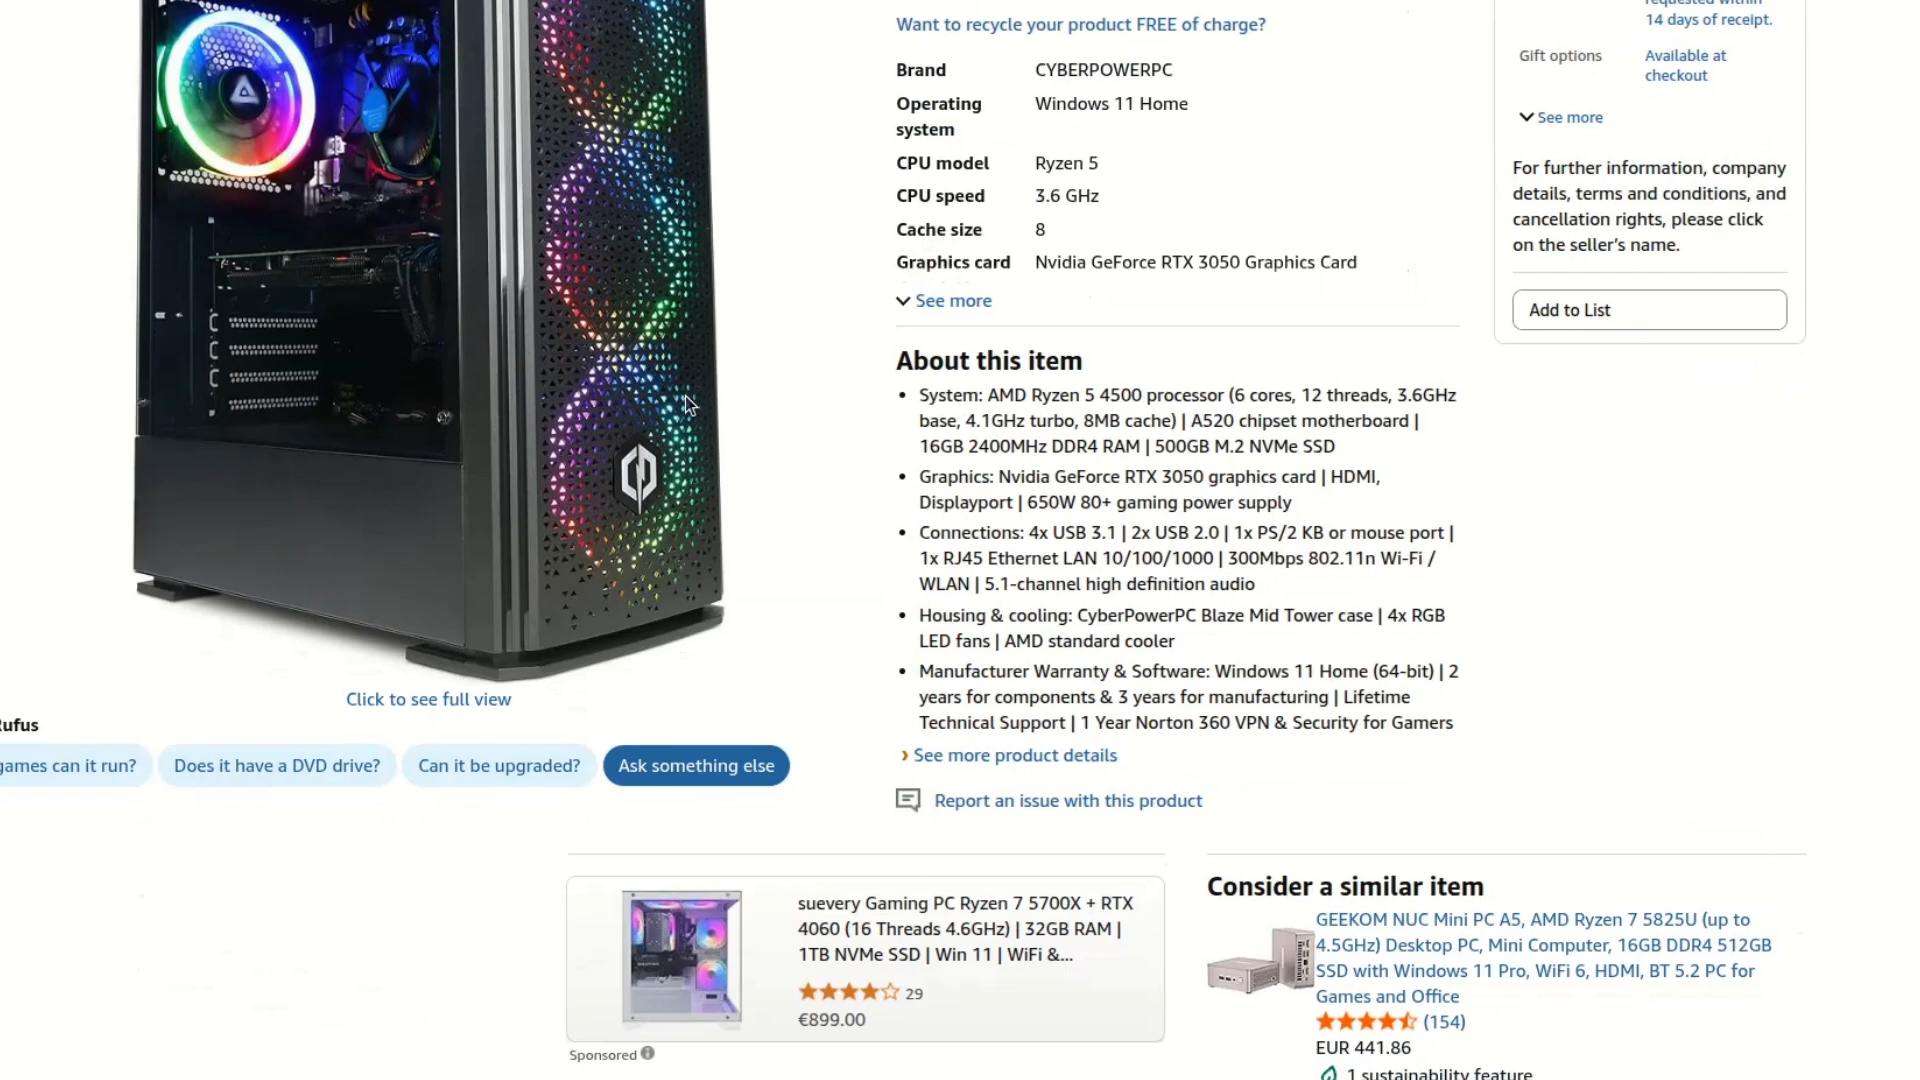 Want to recycle your product FREE of charge?
Brand CYBERPOWERPC
Operating system Windows 11 Home
CPU model Ryzen 5
CPU speed 3.6 GHz
Cache size 8
Graphics card Nvidia GeForce RTX 3050 Graphics Card
See more
About this item
System: AMD Ryzen 5 4500 processor (6 cores, 12 threads, 3.6GHz
base, 4.1GHz turbo, 8MB cache) | A520 chipset motherboard |
16GB 2400MHz DDR4 RAM | 500GB M.2 NVMe SSD
Graphics: Nvidia GeForce RTX 3050 graphics card | HDMI,
Displayport | 650W 80+ gaming power supply
Connections: 4x USB 3.1 | 2x USB 2.0 | 1x PS/2 KB or mouse port |
1x RJ45 Ethernet LAN 10/100/1000 | 300Mbps 802.11n Wi-Fi /
WLAN | 5.1-channel high definition audio
Housing & cooling: CyberPowerPC Blaze Mid Tower case | 4x RGB
LED fans | AMD standard cooler
Manufacturer Warranty & Software: Windows 11 Home (64-bit) | 2
years for components & 3 years for manufacturing | Lifetime
Technical Support | 1 Year Norton 360 VPN & Security for Gamers
See more product details
Report an issue with this product
requested within
14 days of receipt.
Gift options Available at
checkout
See more
For further information, company
details, terms and conditions, and
cancellation rights, please click
on the seller's name.
Add to List
Click to see full view
ufus
games can it run? Does it have a DVD drive? Can it be upgraded? Ask something else
suevery Gaming PC Ryzen 7 5700X + RTX
4060 (16 Threads 4.6GHz) | 32GB RAM |
1TB NVMe SSD | Win 11 | WiFi &...
29
€899.00
Sponsored
Consider a similar item
GEEKOM NUC Mini PC A5, AMD Ryzen 7 5825U (up to
4.5GHz) Desktop PC, Mini Computer, 16GB DDR4 512GB
SSD with Windows 11 Pro, WiFi 6, HDMI, BT 5.2 PC for
Games and Office
(154)
EUR 441.86
1 sustainability feature